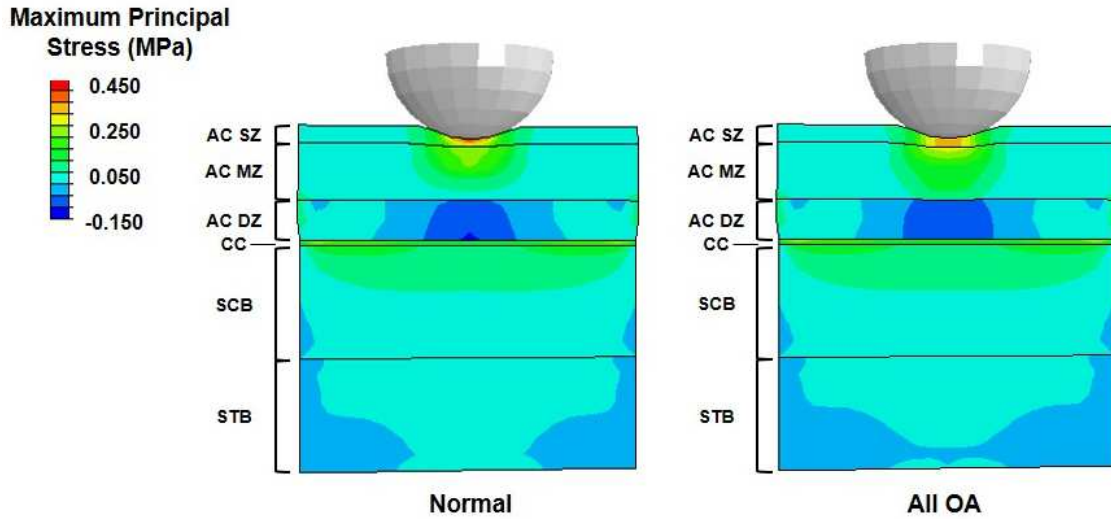 Maximum Principal
Stress (MPa)
0.450
0.250
0.050
-0.150
AC SZ
AC MZ
AC DZ
CC
SCB
STB
Normal
AC SZ
AC MZ
AC DZ
CC
SCB
STB
All OA